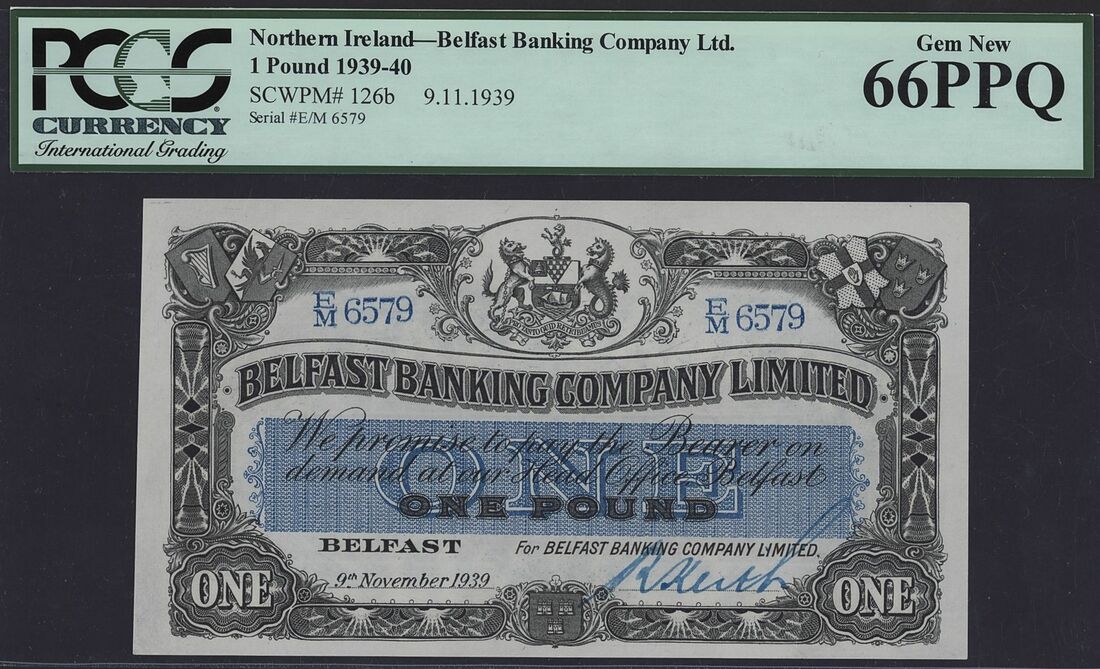 PCGS
CURRENCY
International Grading
Northern Ireland—Belfast Banking Company Ltd.
1 Pound 1939-40
SCWPM# 126b 9.11.1939
Serial #E/M 6579
Gem New
66PPQ
E/M 6579
E/M 6579
BELFAST BANKING COMPANY LIMITED
We promise to pay the Bearer on
demand at our Head Office Belfast
ONE
ONE POUND
BELFAST
For BELFAST BANKING COMPANY LIMITED,
9th November 1939
ONE
ONE